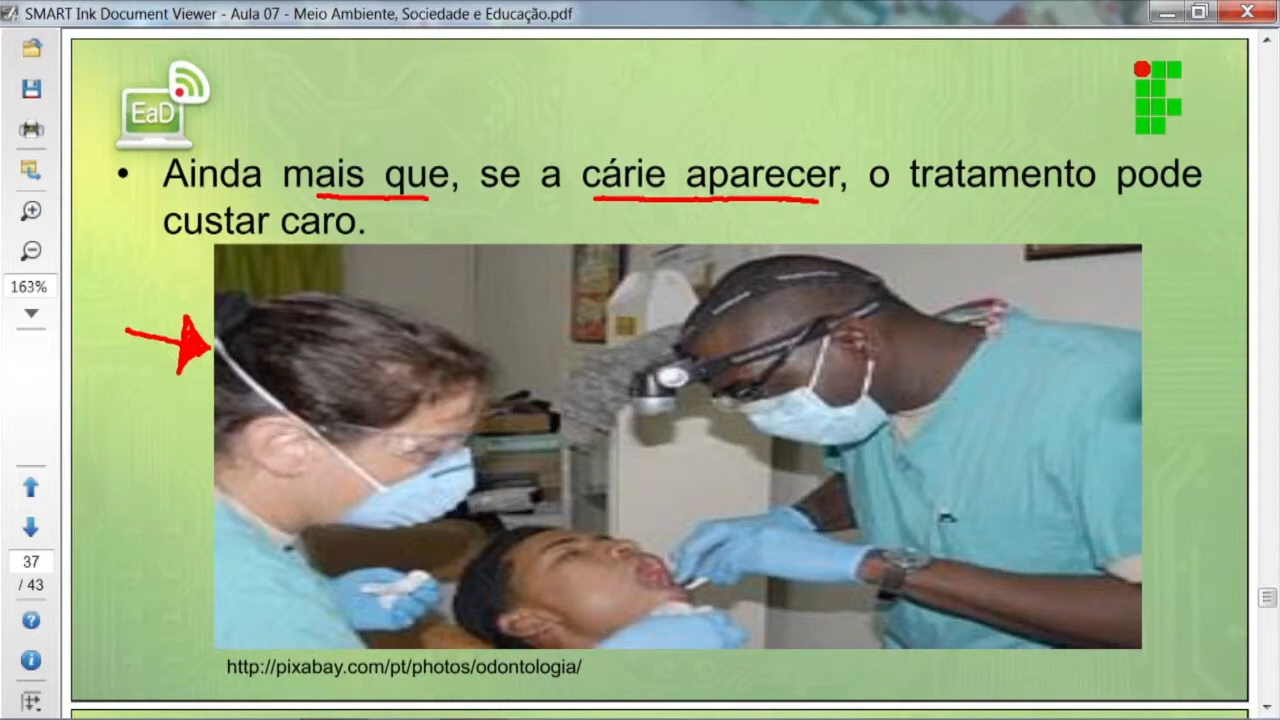 SMART Ink Document Viewer - Aula 07 - Meio Ambiente, Sociedade e Educação.pdf
EaD
• Ainda mais que, se a cárie aparecer, o tratamento pode
custar caro.
163%
37
/ 43
http://pixabay.com/pt/photos/odontologia/